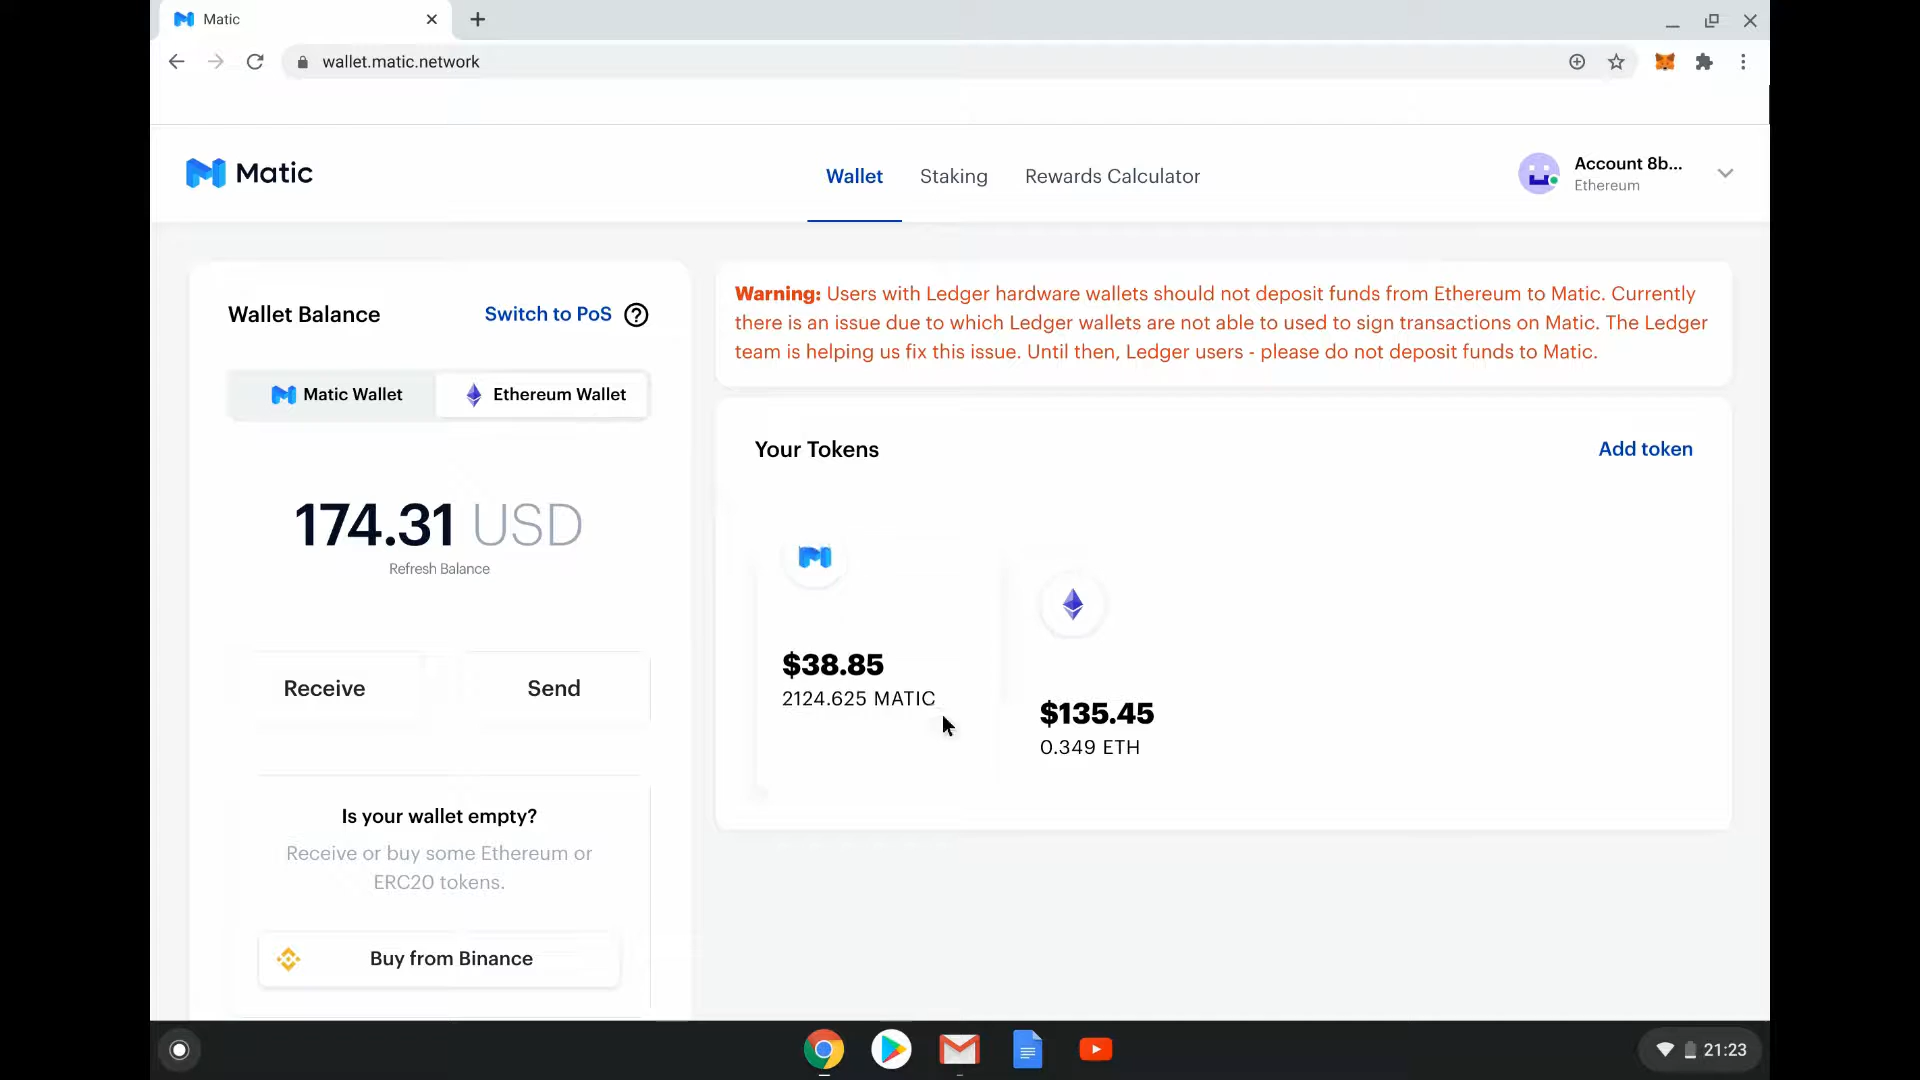 Matic
wallet.matic.network
Matic
Wallet
Staking
Rewards Calculator
Account 8b...
Ethereum
Wallet Balance
Switch to PoS
Matic Wallet
Ethereum Wallet
174.31 USD
Refresh Balance
Receive
Send
Is your wallet empty?
Receive or buy some Ethereum or
ERC20 tokens.
Buy from Binance
Warning: Users with Ledger hardware wallets should not deposit funds from Ethereum to Matic. Currently
there is an issue due to which Ledger wallets are not able to used to sign transactions on Matic. The Ledger
team is helping us fix this issue. Until then, Ledger users - please do not deposit funds to Matic.
Your Tokens
Add token
$38.85
2124.625 MATIC
$135.45
0.349 ETH
21:23